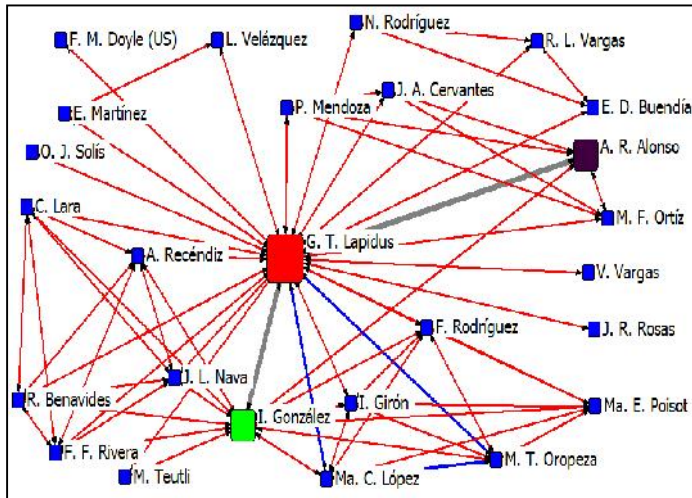 N. Rodríguez
F. M. Doyle (US)
L. Velázquez
R. L. Vargas
J. A. Cervantes
P. Mendoza
E. D. Buendía
E. Martínez
A. R. Alonso
O. J. Solís
C. Lara
M. F. Ortíz
G. T. Lapidus
A. Recéndiz
V. Vargas
F. Rodríguez
J. R. Rosas
J. L. Nava
R. Benavides
I. Girón
Ma. E. Poisot
I. González
F. F. Rivera
M. T. Oropeza
M. Teutli
Ma. C. López